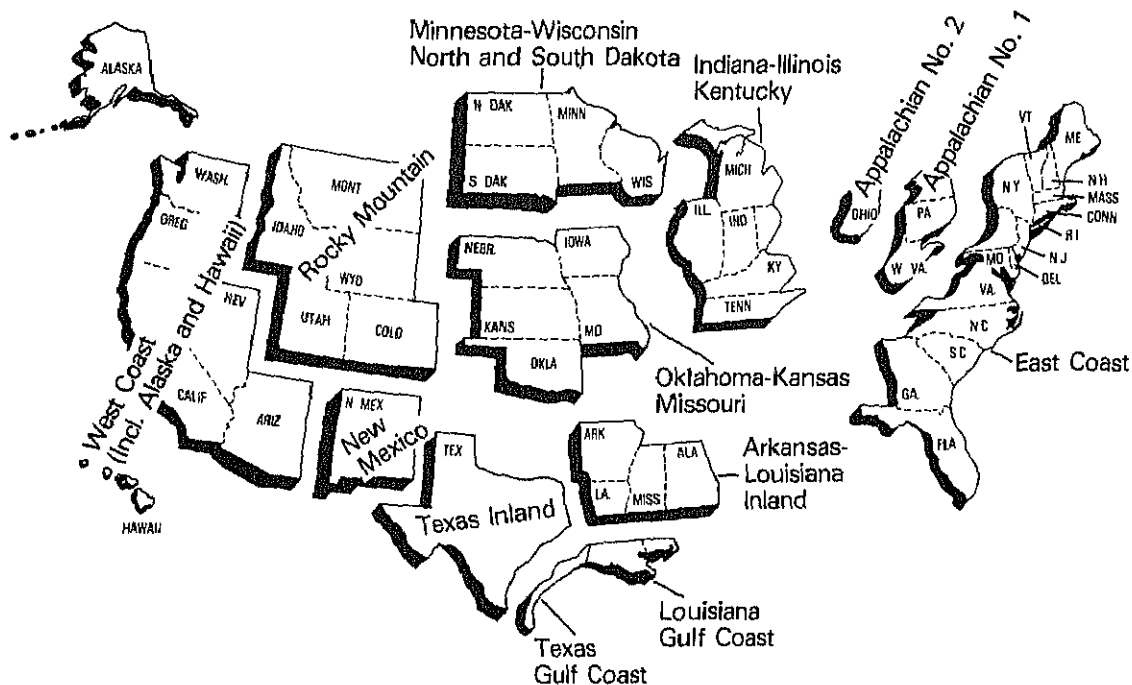 Minnesota-Wisconsin
North and South Dakota
Indiana-Illinois
Kentucky
Appalachian No. 2
Appalachian No. 1
ALASKA
WASH.
OREG
NEV
CALIF
ARIZ
West Coast
(Incl. Alaska and Hawaii)
HAWAII
MONT
IDAHO
WYO
UTAH
COLO
Rocky Mountain
N MEX
New
Mexico
N DAK
MINN
S DAK
WIS
NEBR.
IOWA
KANS
MO
OKLA
Oklahoma-Kansas
Missouri
TEX
Texas Inland
ARK
ALA
LA.
MISS
Arkansas-
Louisiana
Inland
Louisiana
Gulf Coast
Texas
Gulf Coast
MICH
ILL
IND
KY
TENN
OHIO
PA
W VA.
VT
ME
NY
NH
MASS
CONN
RI
NJ
MD
DEL
VA.
NC
SC
GA.
FLA
East Coast